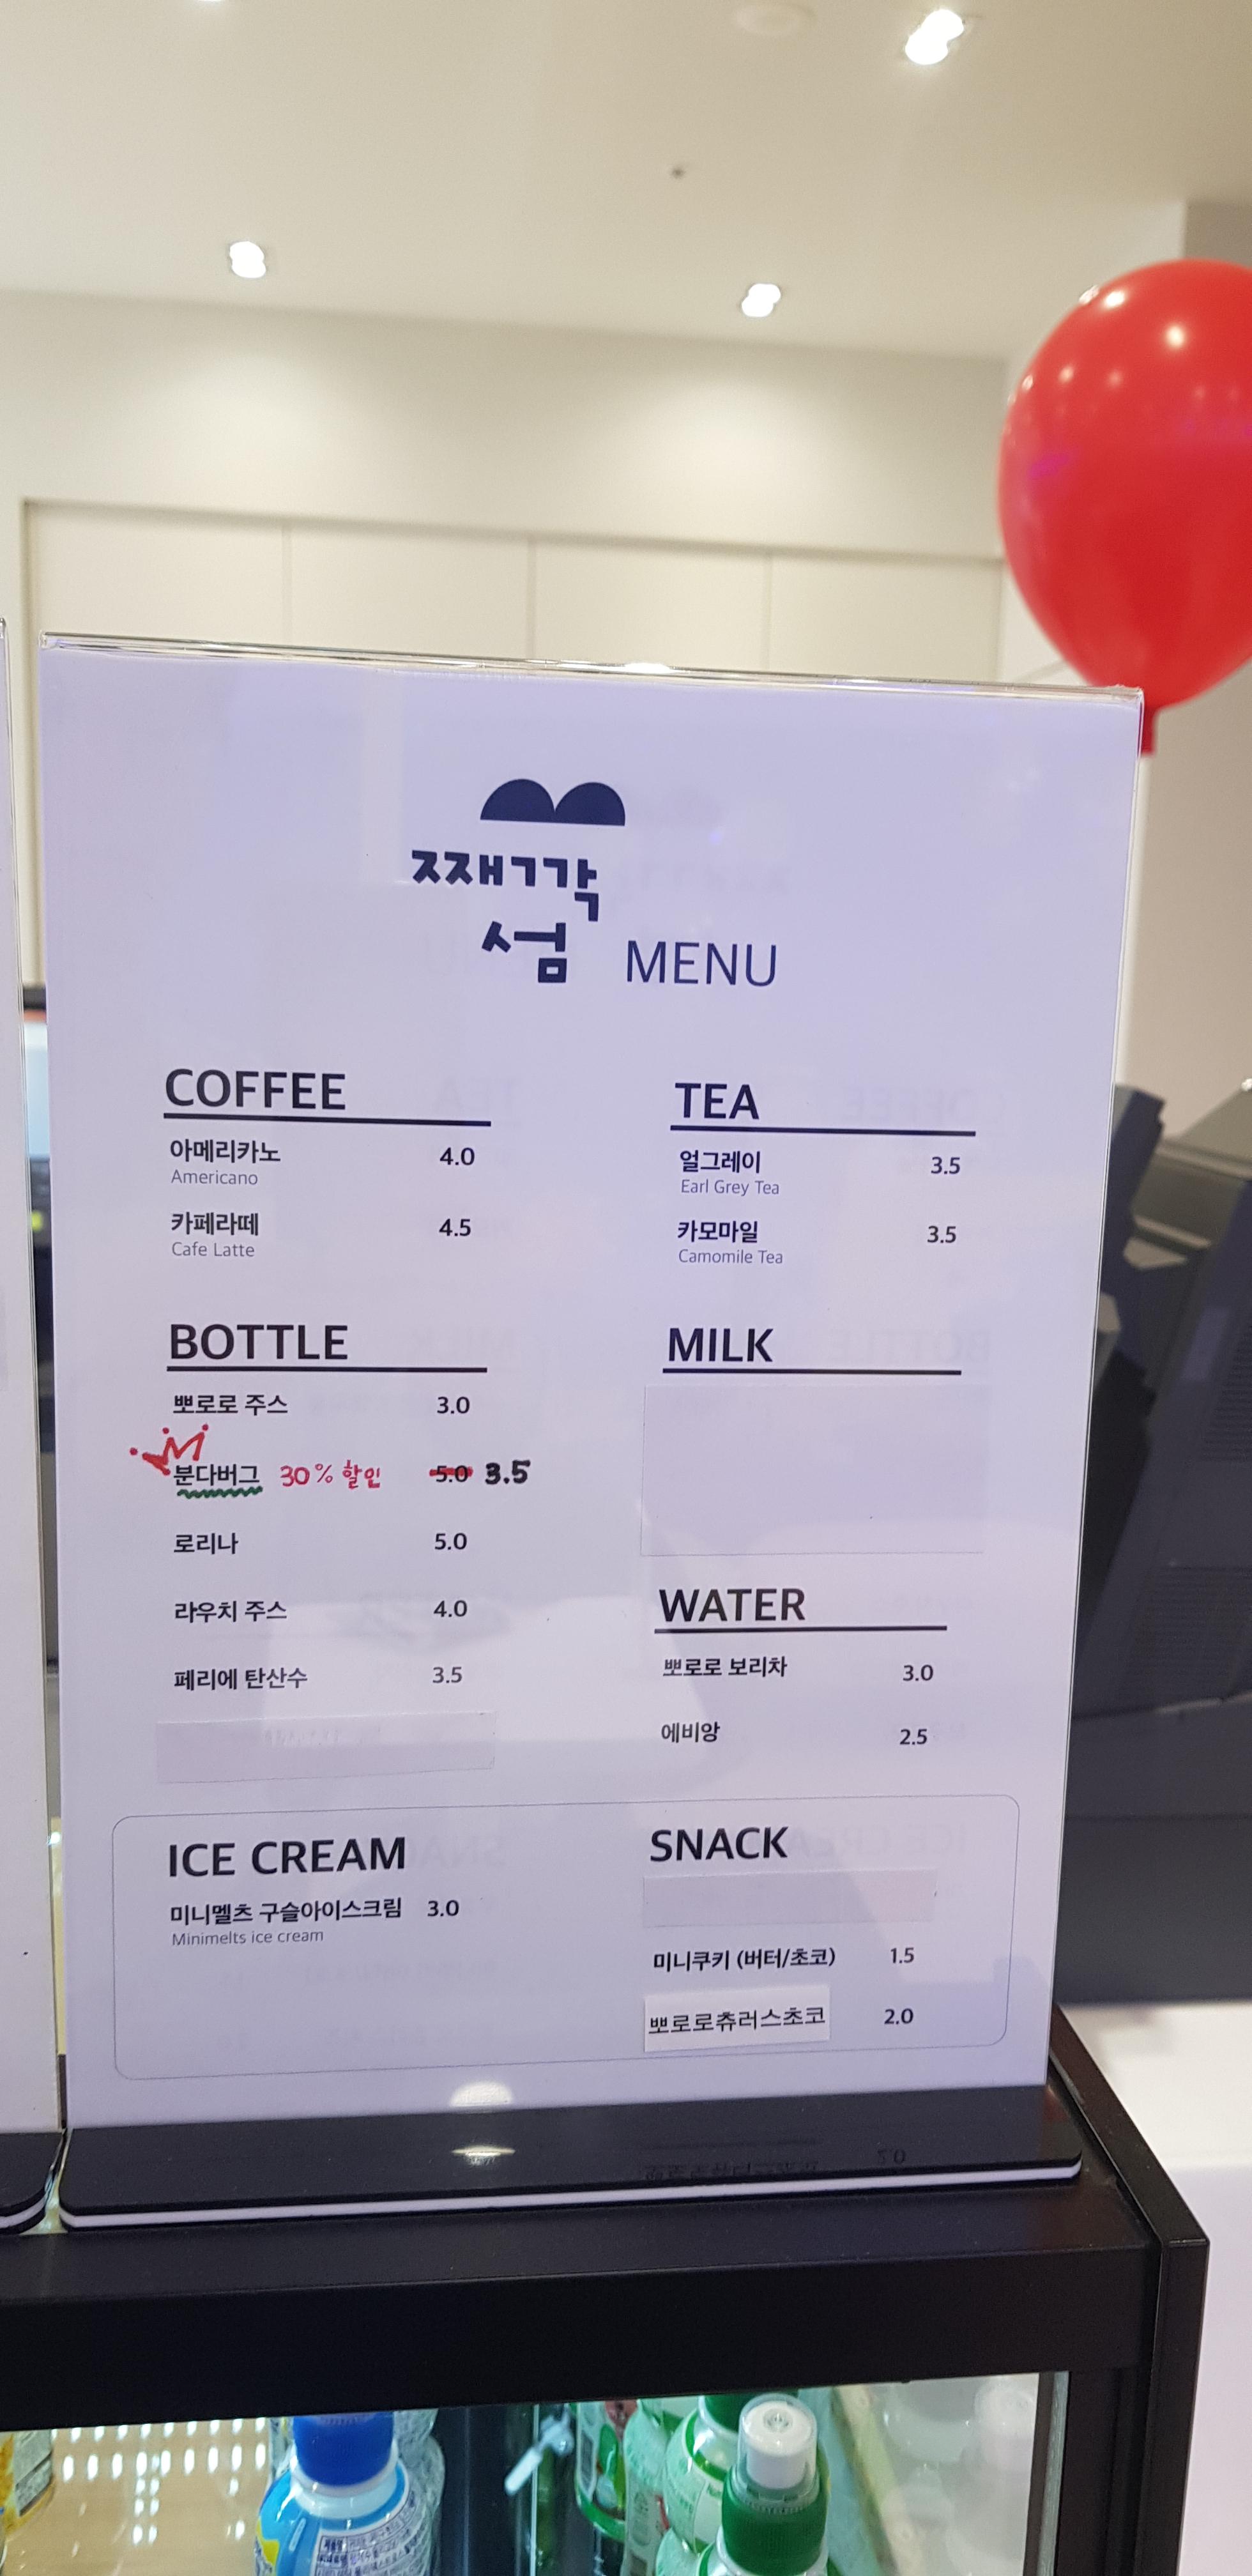 째깍
섬 MENU
COFFEE
아메리카노 4.0
Americano
카페라떼 4.5
Cafe Latte
TEA
얼그레이 3.5
Earl Grey Tea
카모마일 3.5
Camomile Tea
BOTTLE
뽀로로 주스 3.0
분다버그 30% 할인 5.0 3.5
로리나 5.0
라우치 주스 4.0
페리에 탄산수 3.5
MILK
WATER
뽀로로 보리차 3.0
에비앙 2.5
ICE CREAM
미니멜츠 구슬아이스크림 3.0
Minimelts ice cream
SNACK
미니쿠키 (버터/초코) 1.5
뽀로로츄러스초코 2.0